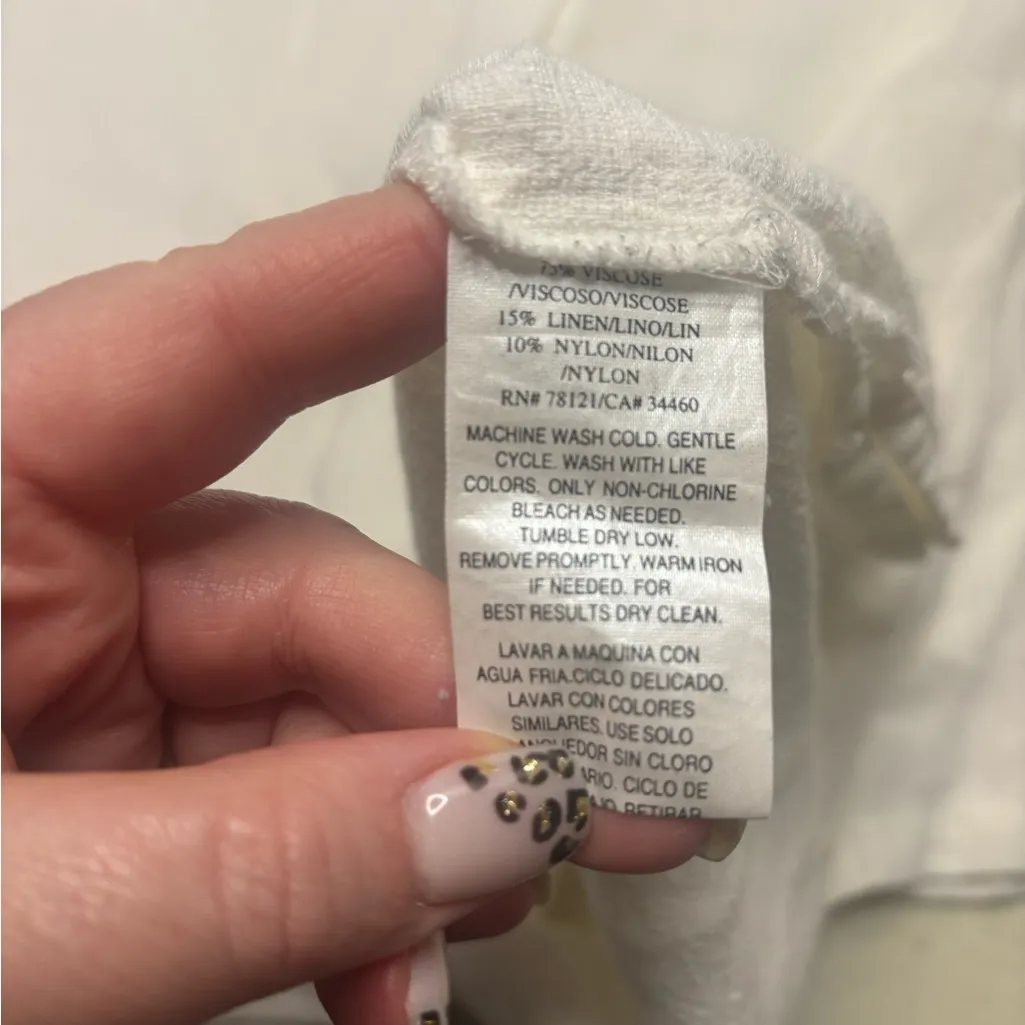 75% VISCOSE
/VISCOSO/VISCOSE
15% LINEN/LINO/LIN
10% NYLON/NILON
/NYLON
RN# 78121/CA# 34460
MACHINE WASH COLD. GENTLE
CYCLE. WASH WITH LIKE
COLORS. ONLY NON-CHLORINE
BLEACH AS NEEDED.
TUMBLE DRY LOW.
REMOVE PROMPTLY. WARM IRON
IF NEEDED. FOR
BEST RESULTS DRY CLEAN.
LAVAR A MAQUINA CON
AGUA FRIA.CICLO DELICADO.
LAVAR CON COLORES
SIMILARES. USE SOLO
SIN CLORO
CICLO DE
RETIRAR